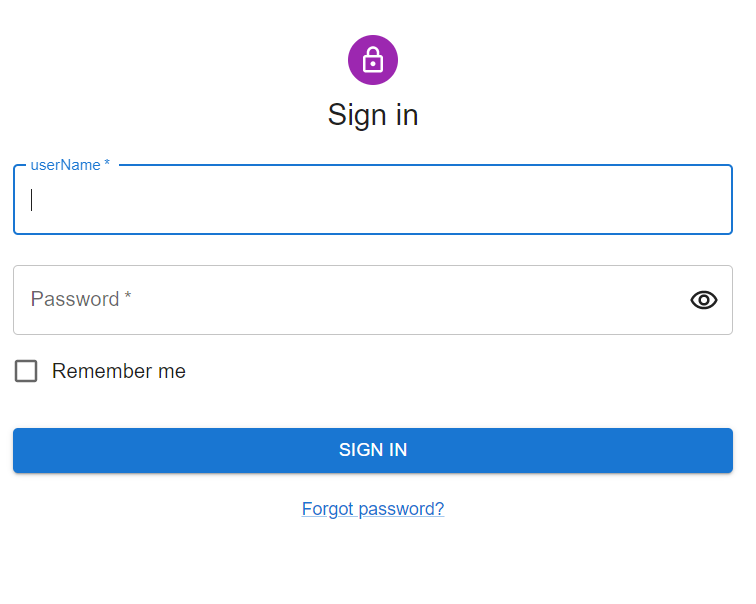 Sign in
userName *
Password *
Remember me
SIGN IN
Forgot password?